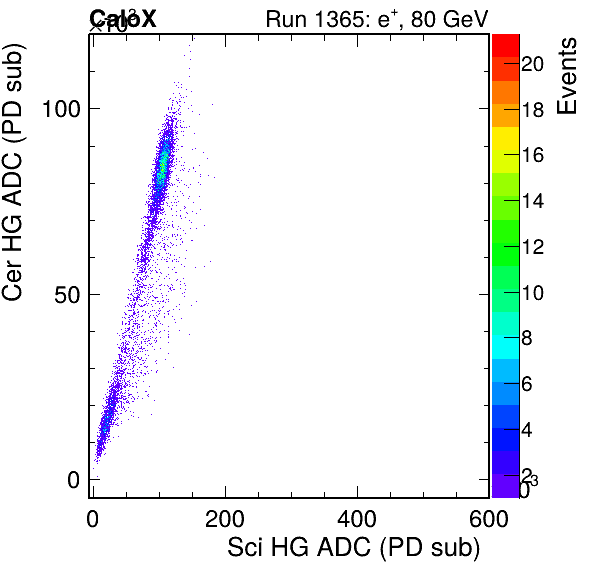 CaloX
×10³
Run 1365: e⁺, 80 GeV
Cer HG ADC (PD sub)
100
50
0
0 200 400 600
Sci HG ADC (PD sub)
Events
20
18
16
14
12
10
8
6
4
2
0